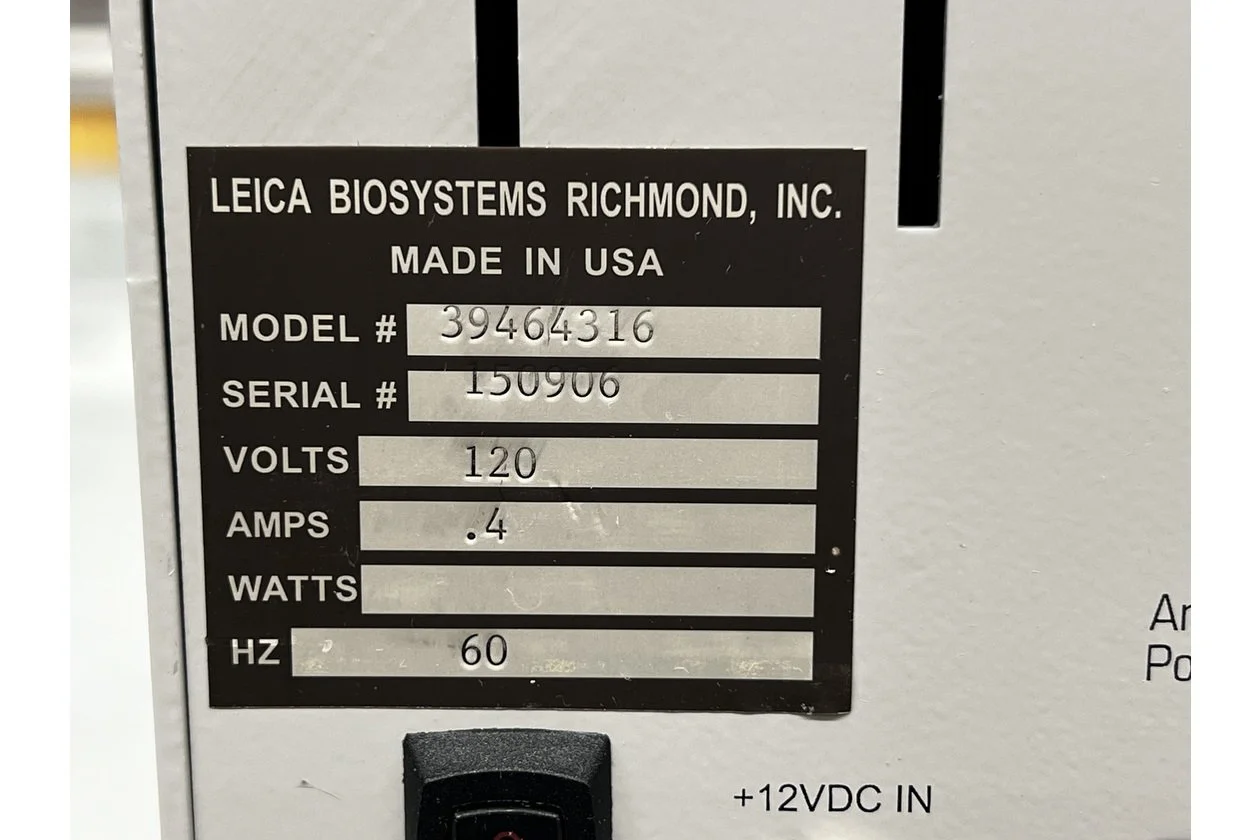 LEICA BIOSYSTEMS RICHMOND, INC.
MADE IN USA
MODEL # 39464316
SERIAL # 150906
VOLTS 120
AMPS .4
WATTS
HZ 60
+12VDC IN